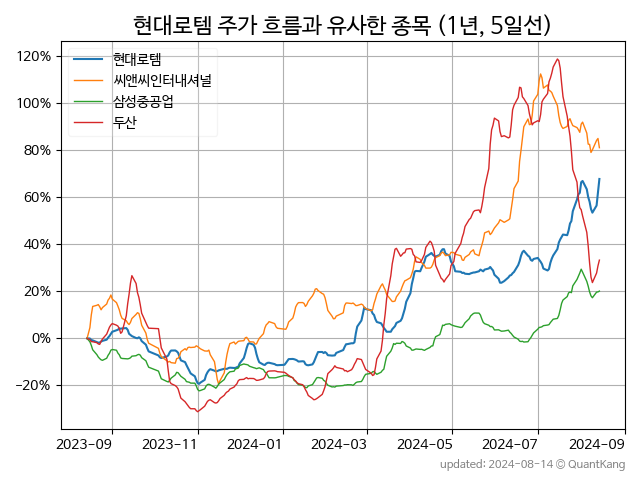 현대로템 주가 흐름과 유사한 종목 (1년, 5일선)
현대로템
씨앤씨인터내셔널
삼성중공업
두산
120%
100%
80%
60%
40%
20%
0%
−20%
2023-09 2023-11 2024-01 2024-03 2024-05 2024-07 2024-09
updated: 2024-08-14 © QuantKang